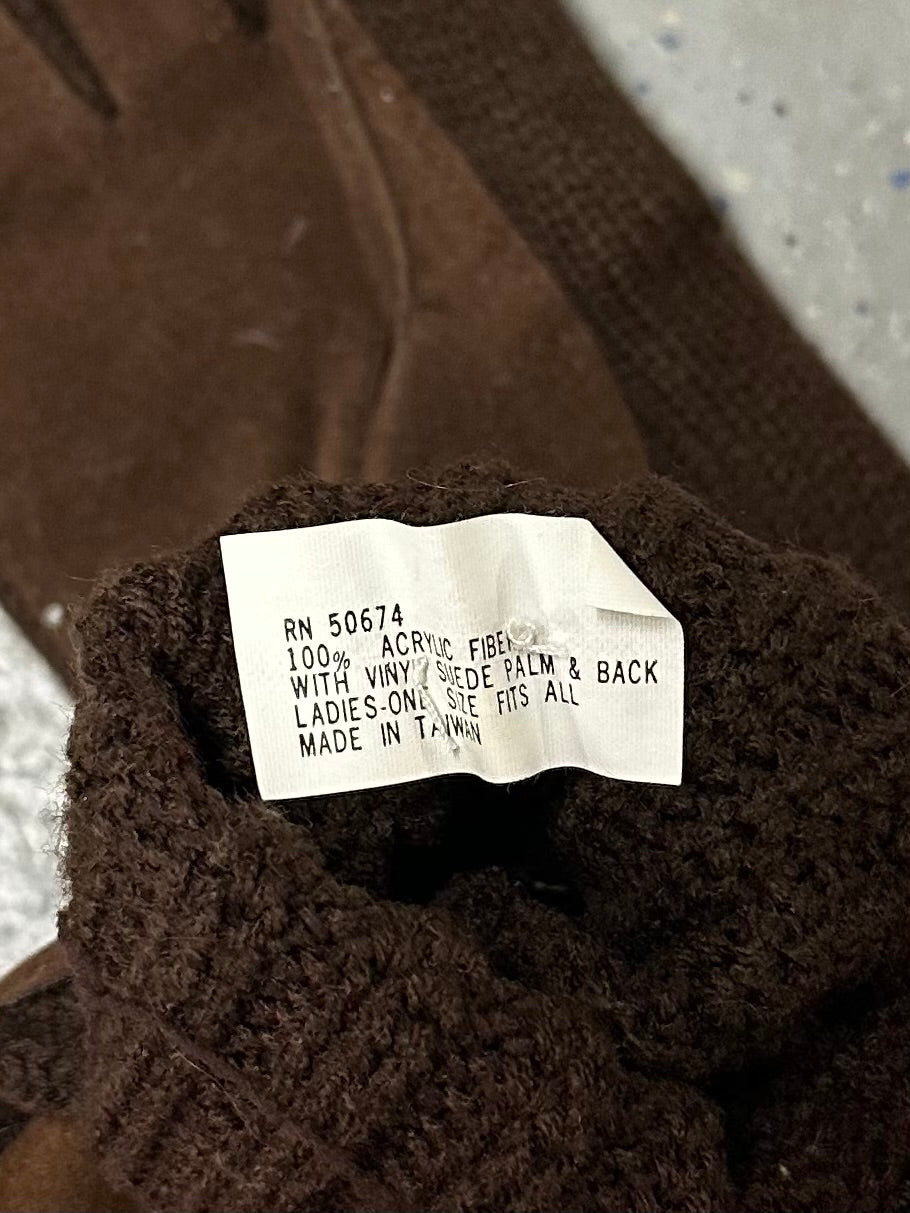 RN 50674
100% ACRYLIC FIBER
WITH VINYL SUEDE PALM & BACK
LADIES-ONE SIZE FITS ALL
MADE IN TAIWAN